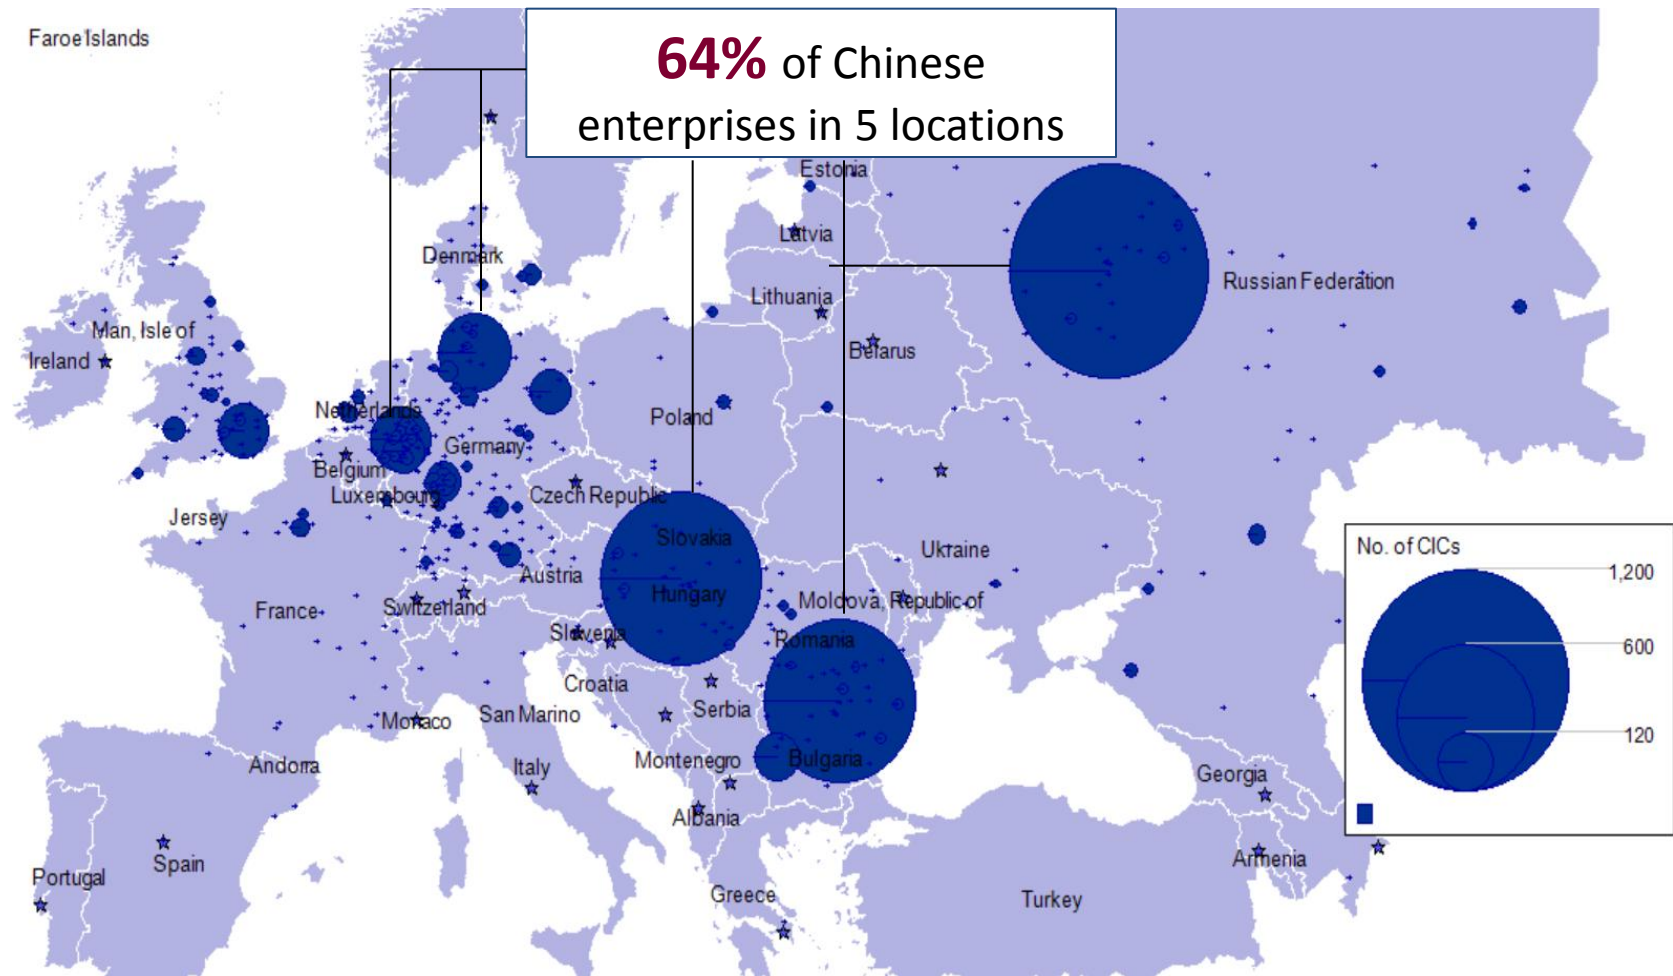 Faroe Islands
64% of Chinese
enterprises in 5 locations
Estonia
Latvia
Denmark
Lithuania
Russian Federation
Man, Isle of
Ireland
Belarus
Netherlands
Poland
Germany
Belgium
Luxembourg
Czech Republic
Jersey
Slovakia
Ukraine
Austria
Hungary
Moldova, Republic of
France
Switzerland
Slovenia
Romania
Croatia
Serbia
San Marino
Monaco
Andorra
Italy
Montenegro
Bulgaria
Albania
Georgia
Armenia
Spain
Portugal
Greece
Turkey
No. of CICs
1,200
600
120